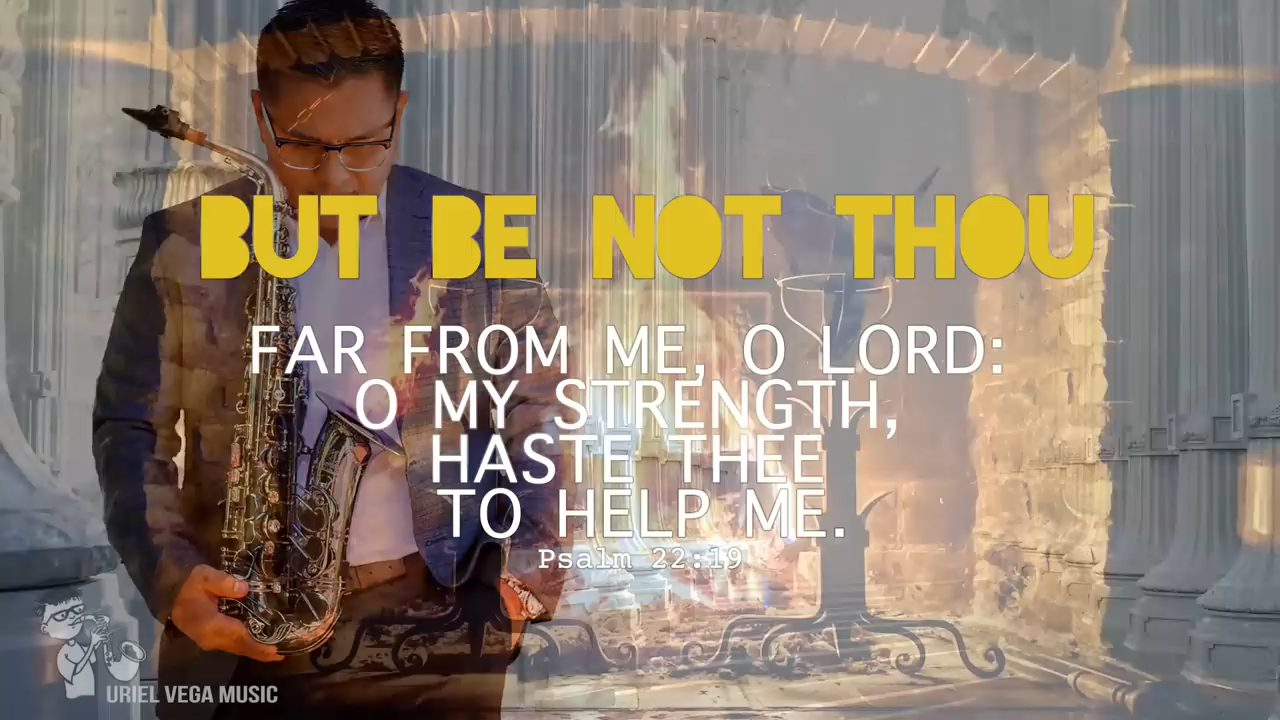 BUT BE NOT THOU
FAR FROM ME, O LORD:
O MY STRENGTH,
HASTE THEE
TO HELP ME.
Psalm 22:19
URIEL VEGA MUSIC